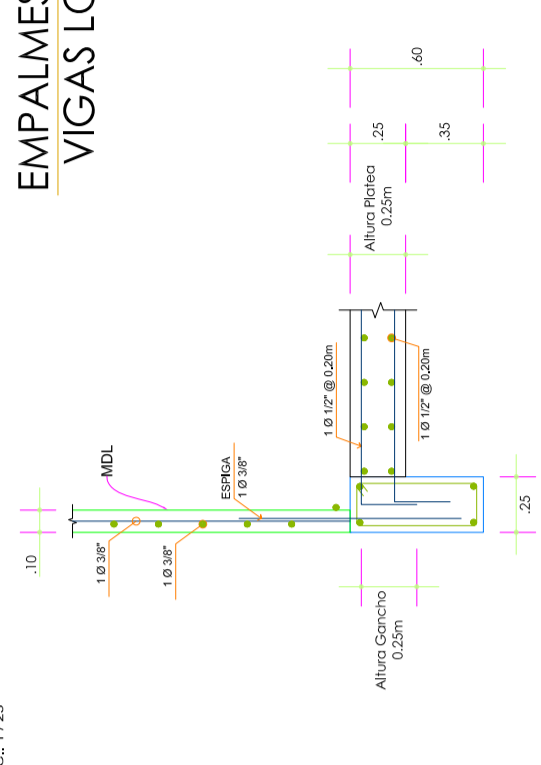 EMPALMES
VIGAS LO
.60
.25
.35
Altura Platea
0.25m
1 Ø 1/2" @ 0.20m
1 Ø 1/2" @ 0.20m
MDL
ESPIGA
1 Ø 3/8"
.10
1 Ø 3/8"
1 Ø 3/8"
.25
Altura Gancho
0.25m